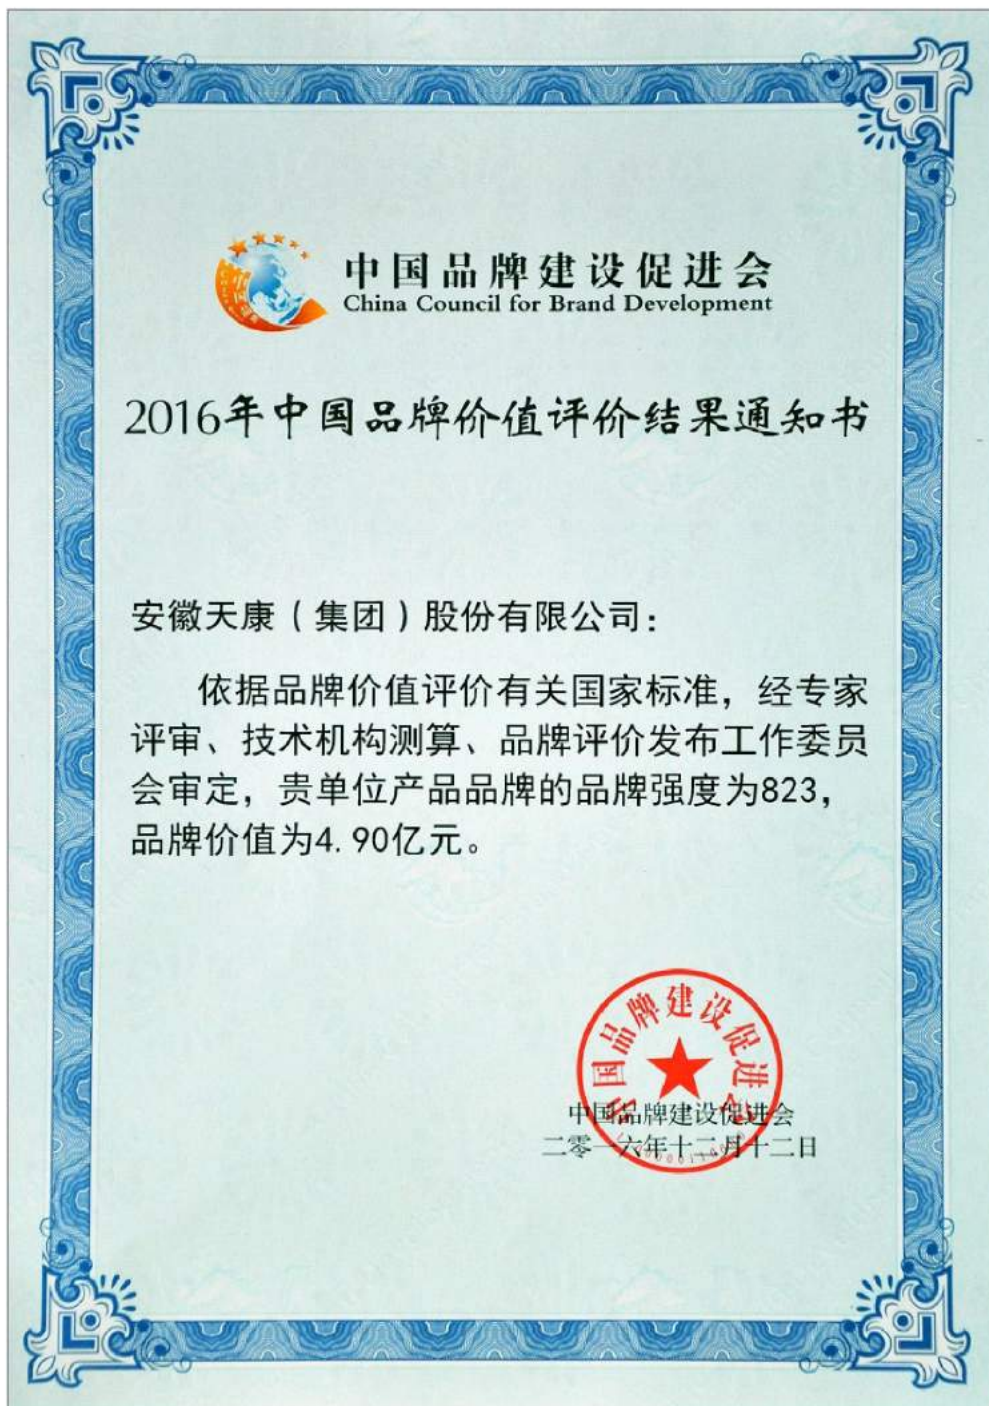 中国品牌建设促进会
China Council for Brand Development
2016年中国品牌价值评价结果通知书
安徽天康（集团）股份有限公司：
依据品牌价值评价有关国家标准，经专家
评审、技术机构测算、品牌评价发布工作委员
会审定，贵单位产品品牌的品牌强度为823，
品牌价值为4.90亿元。
中国品牌建设促进会
中国品牌建设促进会
二零一六年十二月十二日